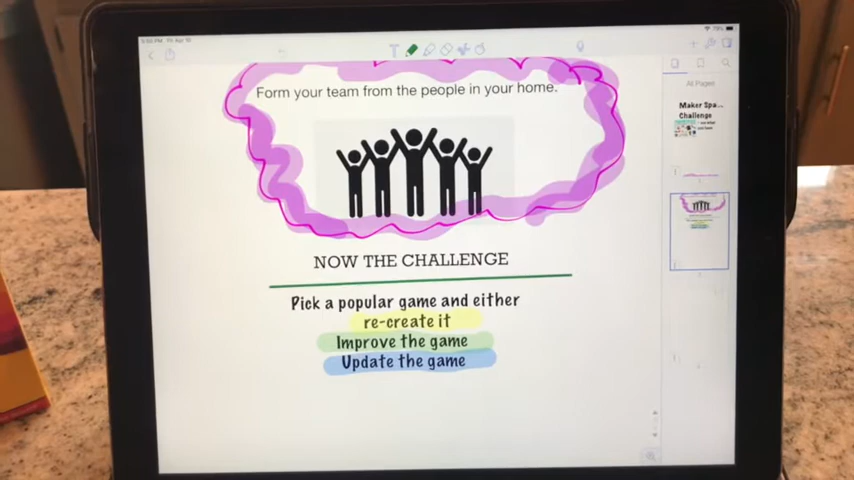 Form your team from the people in your home.
NOW THE CHALLENGE
Pick a popular game and either
re-create it
Improve the game
Update the game
All Pages
Maker Spa...
Challenge